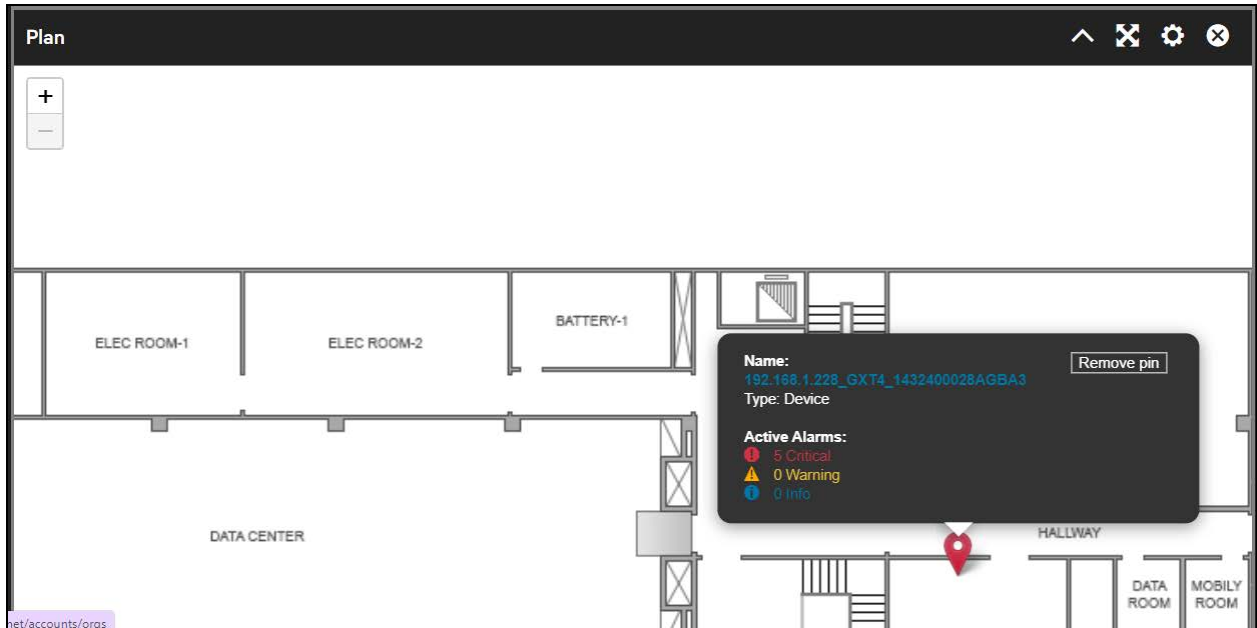 Plan
+
−
ELEC ROOM-1
ELEC ROOM-2
BATTERY-1
Name:
Remove pin
192.168.1.228_GXT4_1432400028AGBA3
Type: Device
Active Alarms:
5 Critical
0 Warning
0 Info
DATA CENTER
HALLWAY
DATA
ROOM
MOBILY
ROOM
net/accounts/orgs